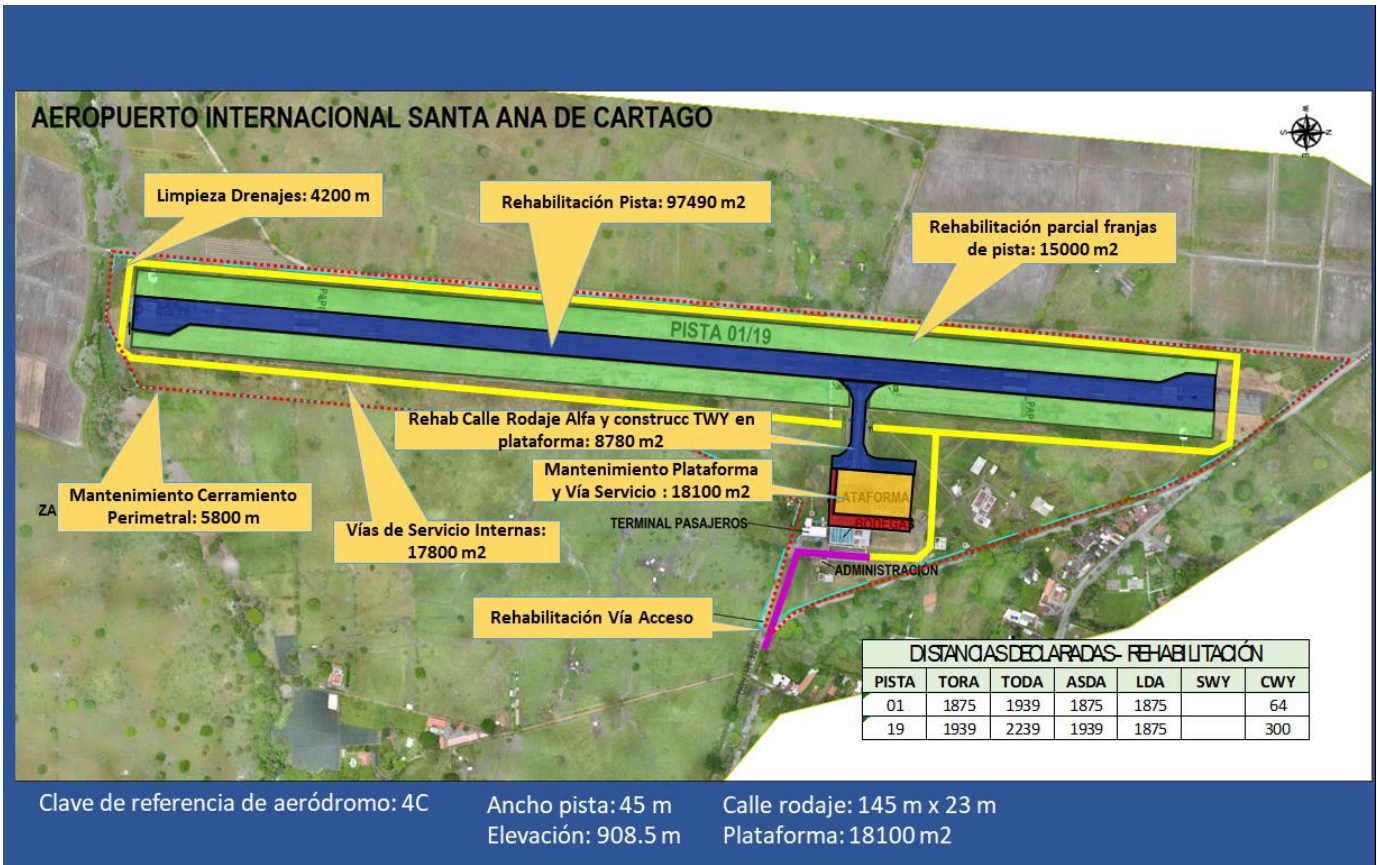 AEROPUERTO INTERNACIONAL SANTA ANA DE CARTAGO
W
S N
E
Limpieza Drenajes: 4200 m
Rehabilitación Pista: 97490 m2
Rehabilitación parcial franjas
de pista: 15000 m2
PAPI
PISTA 01/19
PAPI
Rehab Calle Rodaje Alfa y construcc TWY en
plataforma: 8780 m2
Mantenimiento Plataforma
y Vía Servicio : 18100 m2
ATAFORMA
Mantenimiento Cerramiento
Perimetral: 5800 m
ZA
Vías de Servicio Internas:
17800 m2
TERMINAL PASAJEROS
BODEGAS
ADMINISTRACIÓN
Rehabilitación Vía Acceso
DISTANCIAS DECLARADAS- REHABILITACIÓN
PISTA TORA TODA ASDA LDA SWY CWY
01 1875 1939 1875 1875 64
19 1939 2239 1939 1875 300
Clave de referencia de aeródromo: 4C
Ancho pista: 45 m
Elevación: 908.5 m
Calle rodaje: 145 m x 23 m
Plataforma: 18100 m2